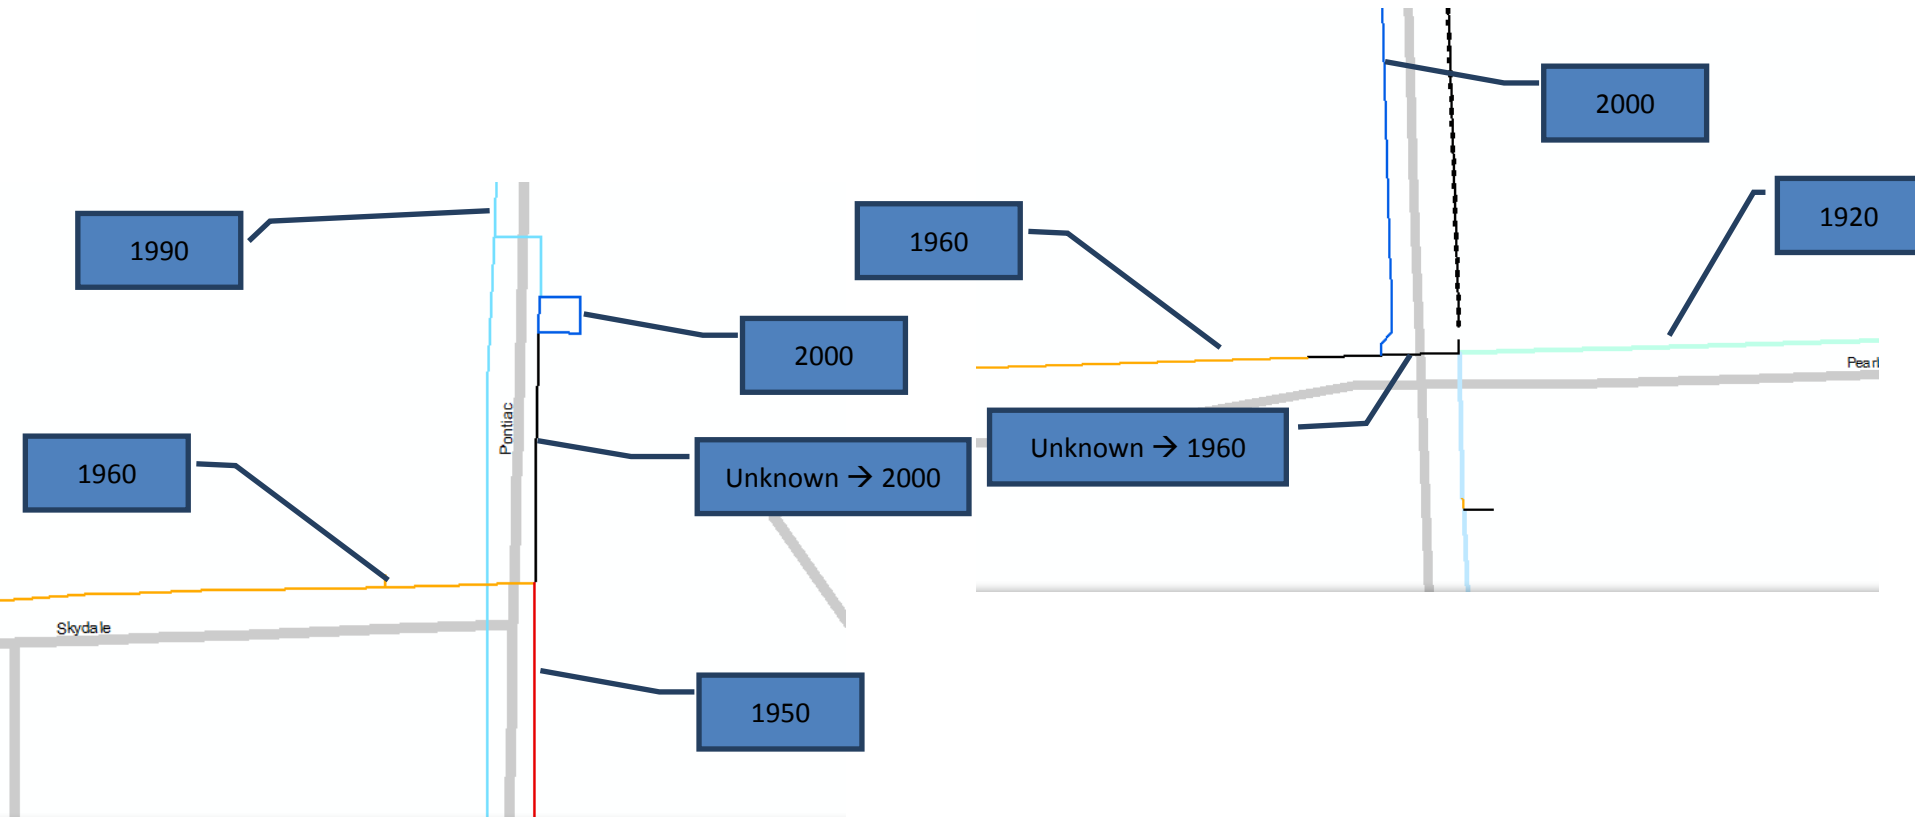 1990
2000
Pontiac
1960
Unknown → 2000
Skydale
1950
2000
1960
1920
Pearl
Unknown → 1960